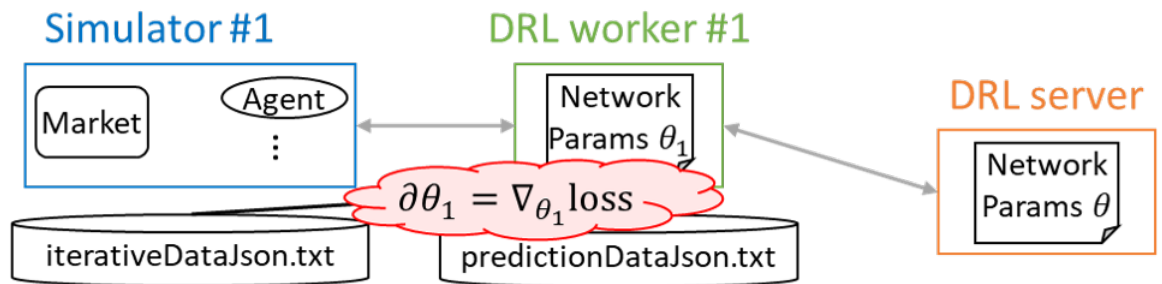 Simulator #1
DRL worker #1
DRL server
Market
Agent
⋮
Network
Params θ₁
Network
Params θ
∂θ₁ = ∇θ₁ loss
iterativeDataJson.txt
predictionDataJson.txt